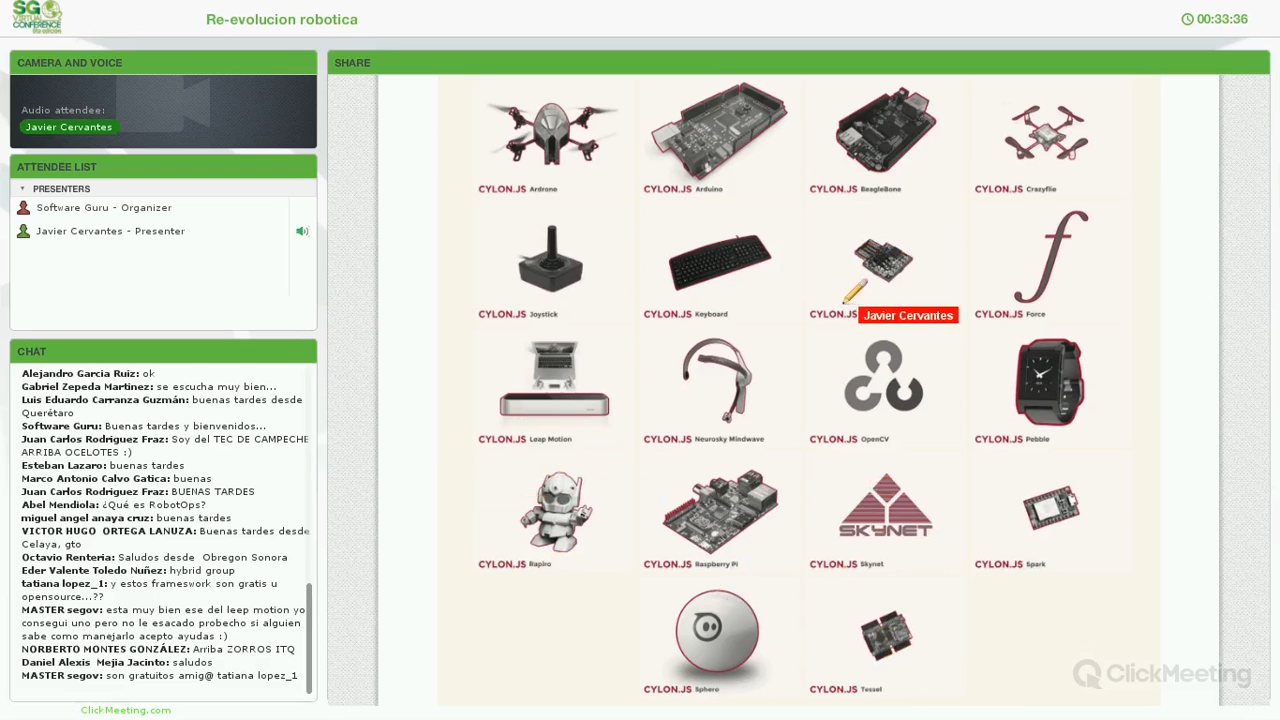 SG
VIRTUAL
CONFERENCE
Re-evolucion robotica
00:33:36
CAMERA AND VOICE
Audio attendee:
Javier Cervantes
ATTENDEE LIST
PRESENTERS
Software Guru - Organizer
Javier Cervantes - Presenter
CHAT
Alejandro Garcia Ruiz: ok
Gabriel Zepeda Martinez: se escucha muy bien...
Luis Eduardo Carranza Guzmán: buenas tardes desde
Querétaro
Software Guru: Buenas tardes y bienvenidos...
Juan Carlos Rodriguez Fraz: Soy del TEC DE CAMPECHE
ARRIBA OCELOTES :)
Esteban Lazaro: buenas tardes
Marco Antonio Calvo Gatica: buenas
Juan Carlos Rodriguez Fraz: BUENAS TARDES
Abel Mendiola: ¿Qué es RobotOps?
miguel angel anaya cruz: buenas tardes
VICTOR HUGO ORTEGA LANUZA: Buenas tardes desde
Celaya, gto
Octavio Renteria: Saludos desde Obregon Sonora
Eder Valente Toledo Nuñez: hybrid group
tatiana lopez_1: y estos framseworK son gratis u
opensource...??
MASTER segov: esta muy bien ese del leep motion yo
consegui uno pero no le esacado probecho si alguien
sabe como manejarlo acepto ayudas :)
NORBERTO MONTES GONZÁLEZ: Arriba ZORROS ITQ
Daniel Alexis Mejia Jacinto: saludos
MASTER segov: son gratuitos amig@ tatiana lopez_1
ClickMeeting.com
SHARE
CYLON.JS Ardrone
CYLON.JS Arduino
CYLON.JS BeagleBone
CYLON.JS Crazyflie
CYLON.JS Joystick
CYLON.JS Keyboard
CYLON.JS
Javier Cervantes
CYLON.JS Force
CYLON.JS Leap Motion
CYLON.JS Neurosky Mindwave
CYLON.JS OpenCV
CYLON.JS Pebble
CYLON.JS Rapiro
CYLON.JS Raspberry Pi
SKYNET
CYLON.JS Skynet
CYLON.JS Spark
CYLON.JS Sphero
CYLON.JS Tessel
ClickMeeting